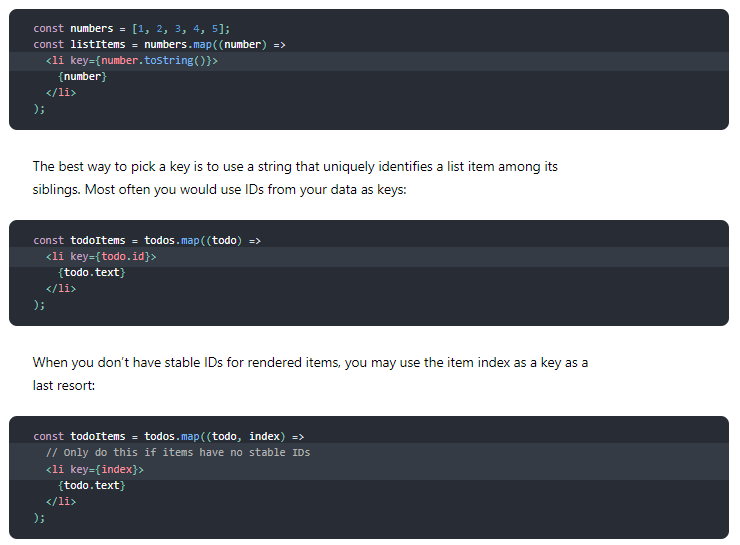 const numbers = [1, 2, 3, 4, 5];
const listItems = numbers.map((number) =>
  <li key={number.toString()}>
    {number}
  </li>
);
The best way to pick a key is to use a string that uniquely identifies a list item among its
siblings. Most often you would use IDs from your data as keys:
const todoItems = todos.map((todo) =>
  <li key={todo.id}>
    {todo.text}
  </li>
);
When you don't have stable IDs for rendered items, you may use the item index as a key as a
last resort:
const todoItems = todos.map((todo, index) =>
  // Only do this if items have no stable IDs
  <li key={index}>
    {todo.text}
  </li>
);